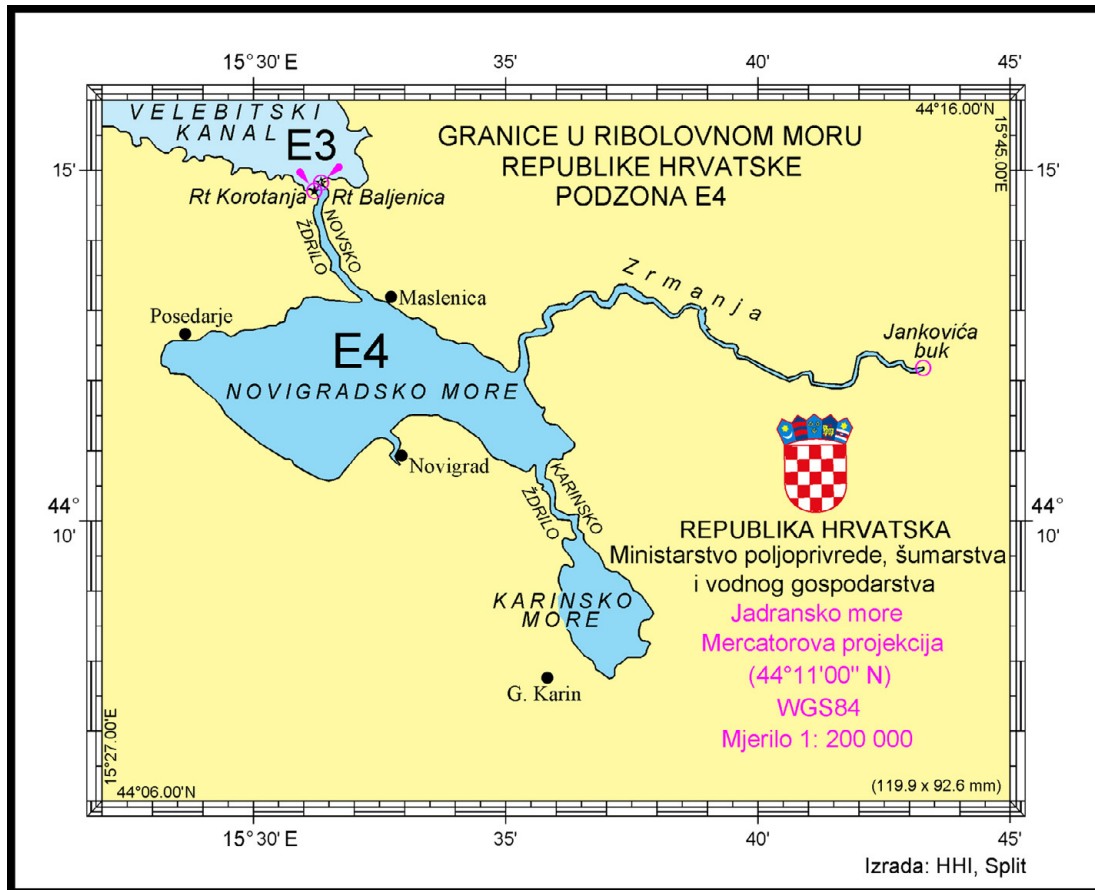 15°30' E
35'
40'
45'
44°16.00'N
15°45.00'E
VELEBITSKI
KANAL
E3
GRANICE U RIBOLOVNOM MORU
REPUBLIKE HRVATSKE
PODZONA E4
15'
15'
Rt Korotanja
Rt Baljenica
NOVSKO
ŽDRILO
Zrmanja
Maslenica
Posedarje
Jankovića
buk
E4
NOVIGRADSKO MORE
Novigrad
KARINSKO
ŽDRILO
44°
10'
44°
10'
REPUBLIKA HRVATSKA
Ministarstvo poljoprivrede, šumarstva
i vodnog gospodarstva
KARINSKO
MORE
Jadransko more
Mercatorova projekcija
(44°11'00" N)
WGS84
Mjerilo 1: 200 000
G. Karin
15°27.00'E
44°06.00'N
(119.9 x 92.6 mm)
15°30' E
35'
40'
45'
Izrada: HHI, Split